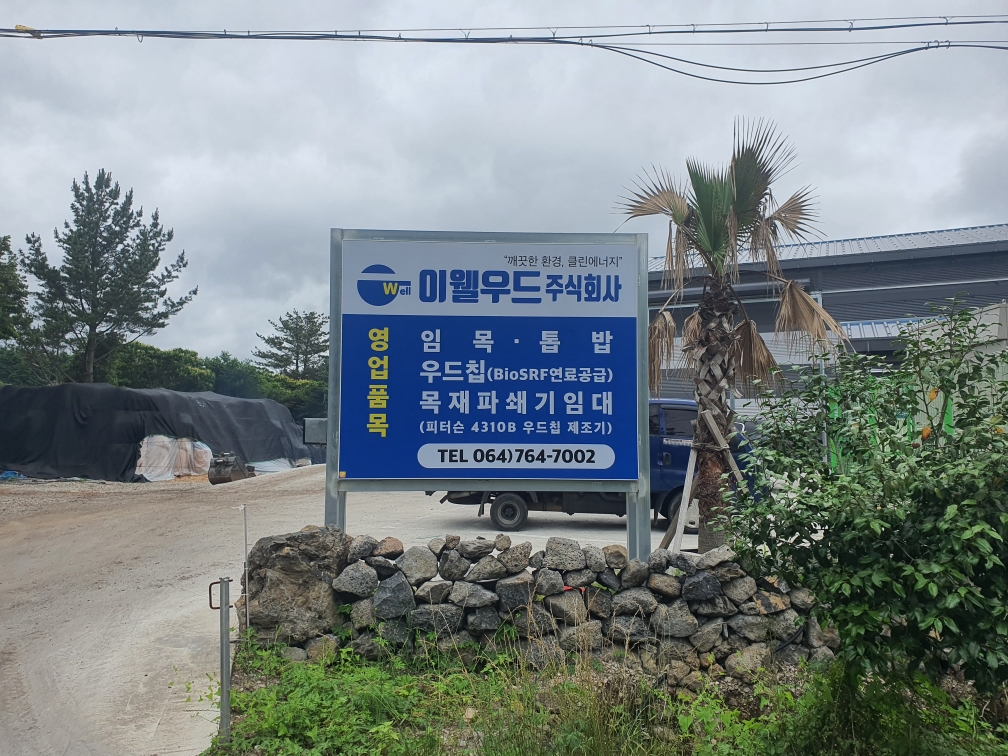 "깨끗한 환경, 클린에너지"
Well 이웰우드 주식회사
영업품목
임목·톱밥
우드칩(BioSRF연료공급)
목재파쇄기임대
(피터슨 4310B 우드칩 제조기)
TEL 064)764-7002